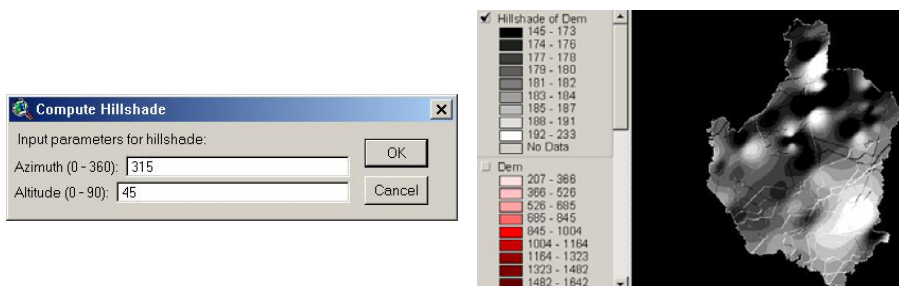 Compute Hillshade
Input parameters for hillshade:
Azimuth (0 - 360): 315
Altitude (0 - 90): 45
OK
Cancel
Hillshade of Dem
145 - 173
174 - 176
177 - 178
179 - 180
181 - 182
183 - 184
185 - 187
188 - 191
192 - 233
No Data
Dem
207 - 366
366 - 526
526 - 685
685 - 845
845 - 1004
1004 - 1164
1164 - 1323
1323 - 1482
1482 - 1642